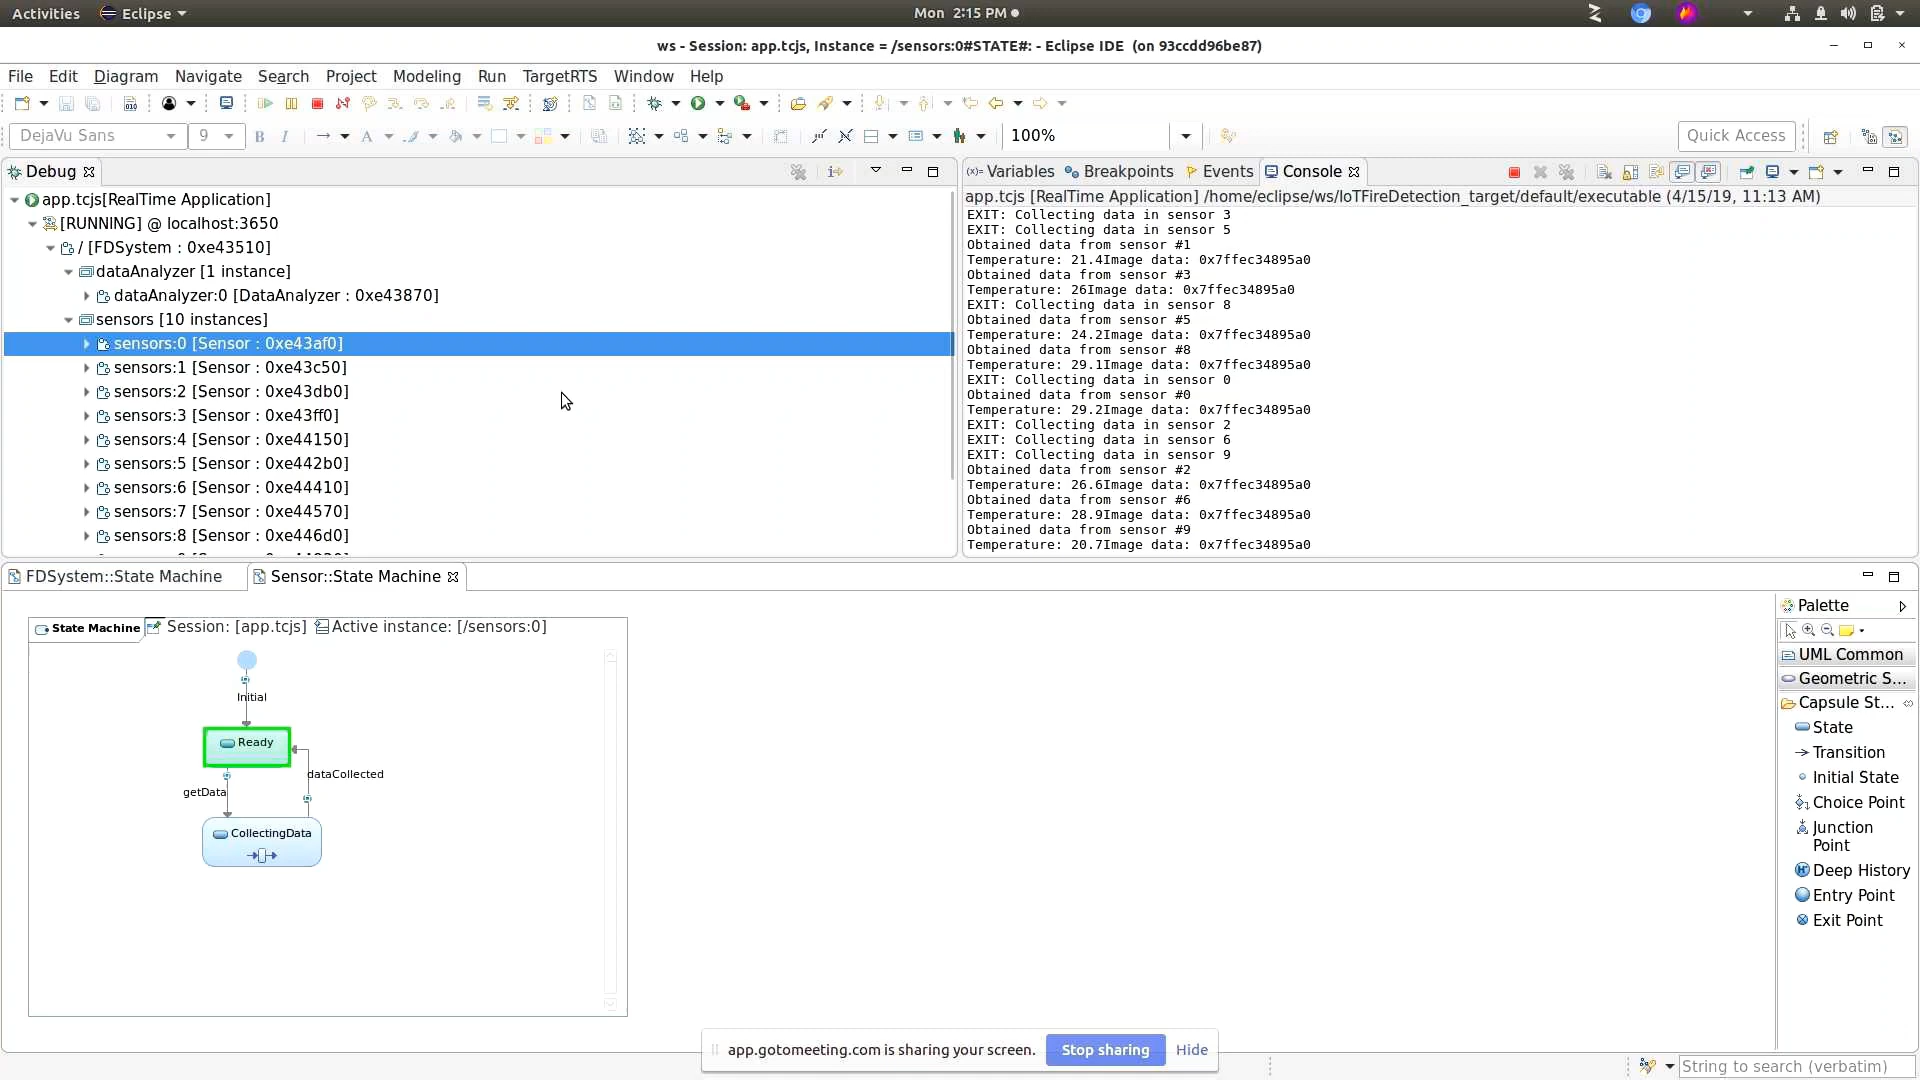 Activities Eclipse Mon 2:15 PM
ws - Session: app.tcjs, Instance = /sensors:0#STATE#: - Eclipse IDE (on 93ccdd96be87)
File Edit Diagram Navigate Search Project Modeling Run TargetRTS Window Help
DejaVu Sans 9 B I A 100% Quick Access
Debug
app.tcjs[RealTime Application]
[RUNNING] @ localhost:3650
/ [FDSystem : 0xe43510]
dataAnalyzer [1 instance]
dataAnalyzer:0 [DataAnalyzer : 0xe43870]
sensors [10 instances]
sensors:0 [Sensor : 0xe43af0]
sensors:1 [Sensor : 0xe43c50]
sensors:2 [Sensor : 0xe43db0]
sensors:3 [Sensor : 0xe43ff0]
sensors:4 [Sensor : 0xe44150]
sensors:5 [Sensor : 0xe442b0]
sensors:6 [Sensor : 0xe44410]
sensors:7 [Sensor : 0xe44570]
sensors:8 [Sensor : 0xe446d0]
Variables Breakpoints Events Console
app.tcjs [RealTime Application] /home/eclipse/ws/IoTFireDetection_target/default/executable (4/15/19, 11:13 AM)
EXIT: Collecting data in sensor 3
EXIT: Collecting data in sensor 5
Obtained data from sensor #1
Temperature: 21.4Image data: 0x7ffec34895a0
Obtained data from sensor #3
Temperature: 26Image data: 0x7ffec34895a0
EXIT: Collecting data in sensor 8
Obtained data from sensor #5
Temperature: 24.2Image data: 0x7ffec34895a0
Obtained data from sensor #8
Temperature: 29.1Image data: 0x7ffec34895a0
EXIT: Collecting data in sensor 0
Obtained data from sensor #0
Temperature: 29.2Image data: 0x7ffec34895a0
EXIT: Collecting data in sensor 2
EXIT: Collecting data in sensor 6
EXIT: Collecting data in sensor 9
Obtained data from sensor #2
Temperature: 26.6Image data: 0x7ffec34895a0
Obtained data from sensor #6
Temperature: 28.9Image data: 0x7ffec34895a0
Obtained data from sensor #9
Temperature: 20.7Image data: 0x7ffec34895a0
FDSystem::State Machine Sensor::State Machine
State Machine Session: [app.tcjs] Active instance: [/sensors:0]
Initial
Ready
dataCollected
getData
CollectingData
Palette
UML Common
Geometric S...
Capsule St...
State
Transition
Initial State
Choice Point
Junction
Point
Deep History
Entry Point
Exit Point
app.gotomeeting.com is sharing your screen. Stop sharing Hide
String to search (verbatim)